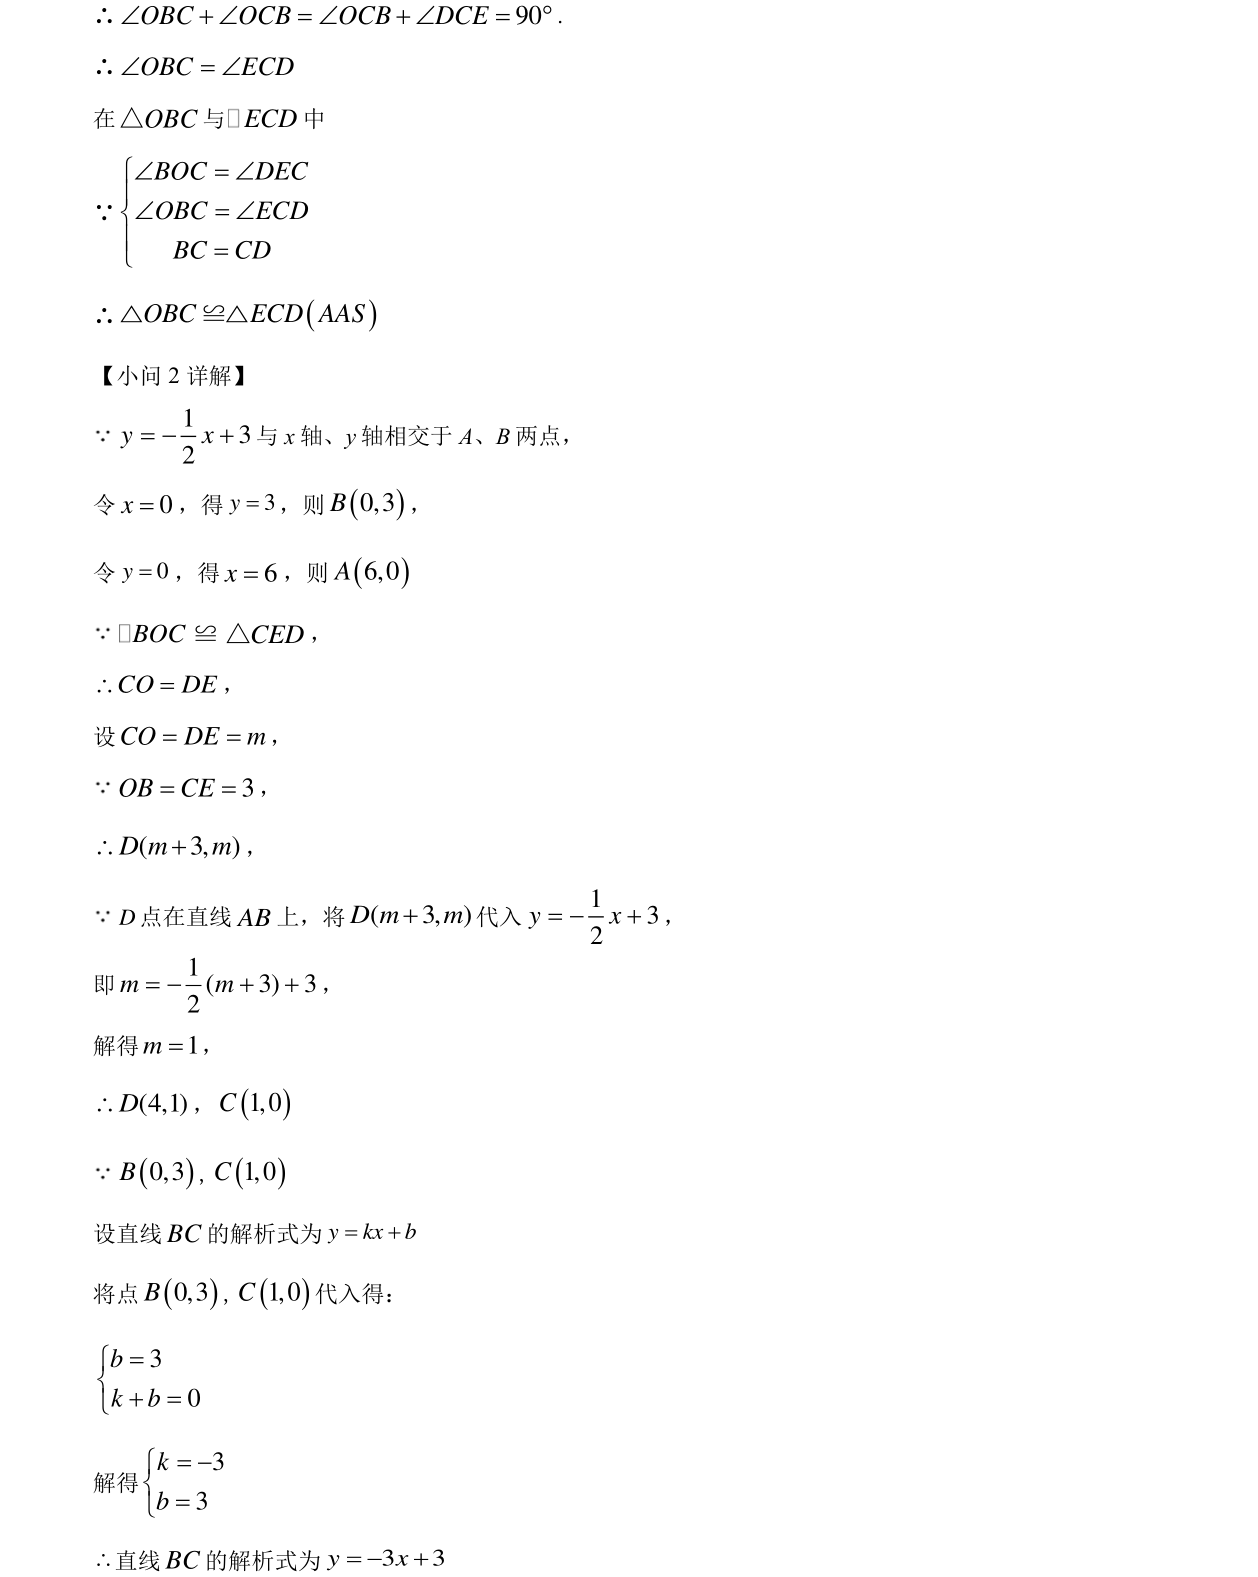 ∴∠OBC+∠OCB=∠OCB+∠DCE=90°.
∴∠OBC=∠ECD
在△OBC与□ECD中
∵{∠BOC=∠DEC
∠OBC=∠ECD
BC=CD
∴△OBC≌△ECD(AAS)
【小问2详解】
∵y=-1/2x+3与x轴、y轴相交于A、B两点，
令x=0，得y=3，则B(0,3)，
令y=0，得x=6，则A(6,0)
∵□BOC≌△CED，
∴CO=DE，
设CO=DE=m，
∵OB=CE=3，
∴D(m+3,m)，
∵D点在直线AB上，将D(m+3,m)代入y=-1/2x+3，
即m=-1/2(m+3)+3，
解得m=1，
∴D(4,1)，C(1,0)
∵B(0,3), C(1,0)
设直线BC的解析式为y=kx+b
将点B(0,3), C(1,0)代入得：
{b=3
k+b=0
解得{k=-3
b=3
∴直线BC的解析式为y=-3x+3